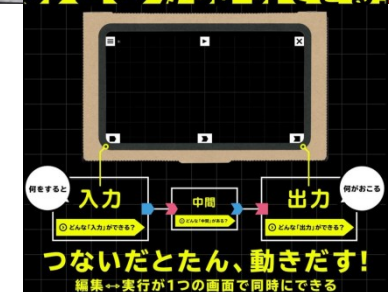 何をすると
入力
どんな「入力」ができる?
中間
どんな「中間」がある?
何がおこる
出力
どんな「出力」ができる?
つないだとたん、動きだす!
編集↔実行が1つの画面で同時にできる